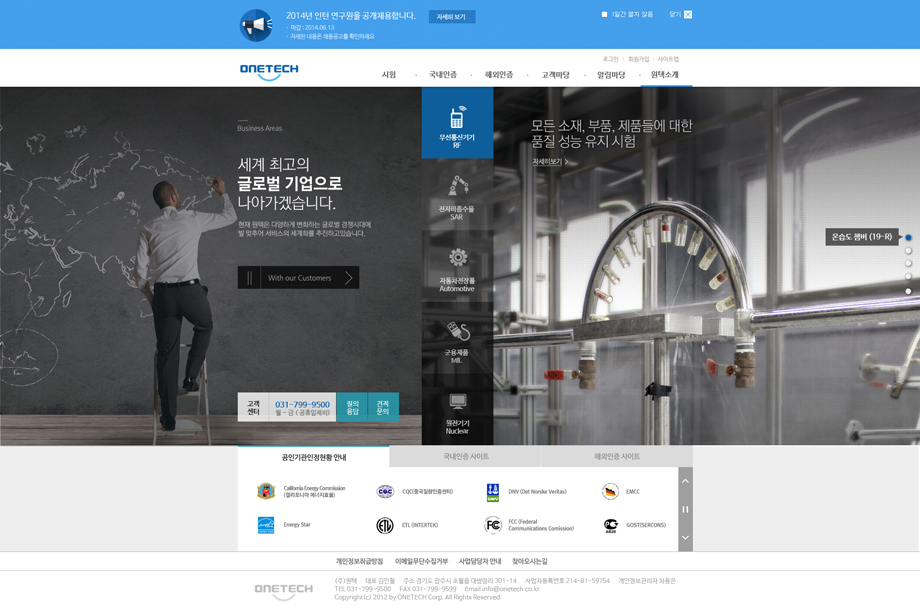 2014년 인턴 연구원을 공개채용합니다.
자세히 보기
· 마감 : 2014.06.13
· 자세한 내용은 채용공고를 확인하세요
1일간 열지 않음
닫기
로그인 | 회원가입 | 사이트맵
ONETECH
시험 · 국내인증 · 해외인증 · 고객마당 · 알림마당 · 원텍소개
Business Areas
세계 최고의
글로벌 기업으로
나아가겠습니다.
현재 원텍은 다양하게 변화하는 글로벌 경쟁시대에
발 맞추어 서비스의 세계화를 추진하고있습니다.
With our Customers
고객
센터
031-799-9500
월 ~ 금 ( 공휴일제외)
질의
응답
견적
문의
무선통신기기
RF
전자파흡수율
SAR
자동차전장품
Automotive
군용제품
MIL
원전기기
Nuclear
모든 소재, 부품, 제품들에 대한
품질 성능 유지 시험
자세히보기
온습도 챔버 (19-R)
공인기관인정현황 안내
국내인증 사이트
해외인증 사이트
California Energy Commission
(캘리포니아 에너지효율)
CQC(중국질량인증센터)
DNV (Det Norske Veritas)
EMCC
Energy Star
ETL (INTERTEK)
FCC (Federal
Communications Comission)
GOST(SERCONS)
개인정보취급방침 이메일무단수집거부 사업담당자 안내 찾아오시는길
ONETECH
(주)원텍 대표 김인철 주소 경기도 광주시 초월읍 대쌍령리 301-14 사업자등록번호 214-81-59754 개인정보관리자 차용은
TEL 031-799-9500 FAX 031-799-9599 Email info@onetech.co.kr
Copyright(c) 2012 by ONETECH Corp. All Rights Reserved.